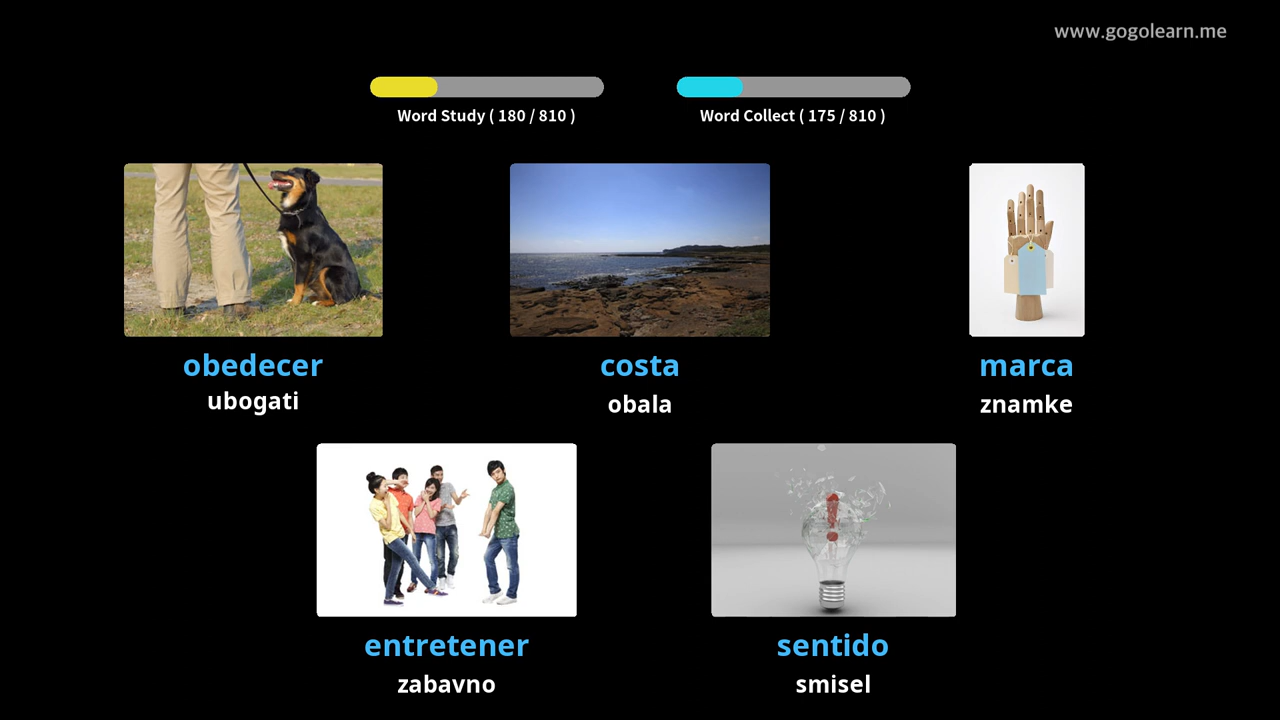 www.gogolearn.me
Word Study ( 180 / 810 )
Word Collect ( 175 / 810 )
obedecer
ubogati
costa
obala
marca
znamke
entretener
zabavno
sentido
smisel